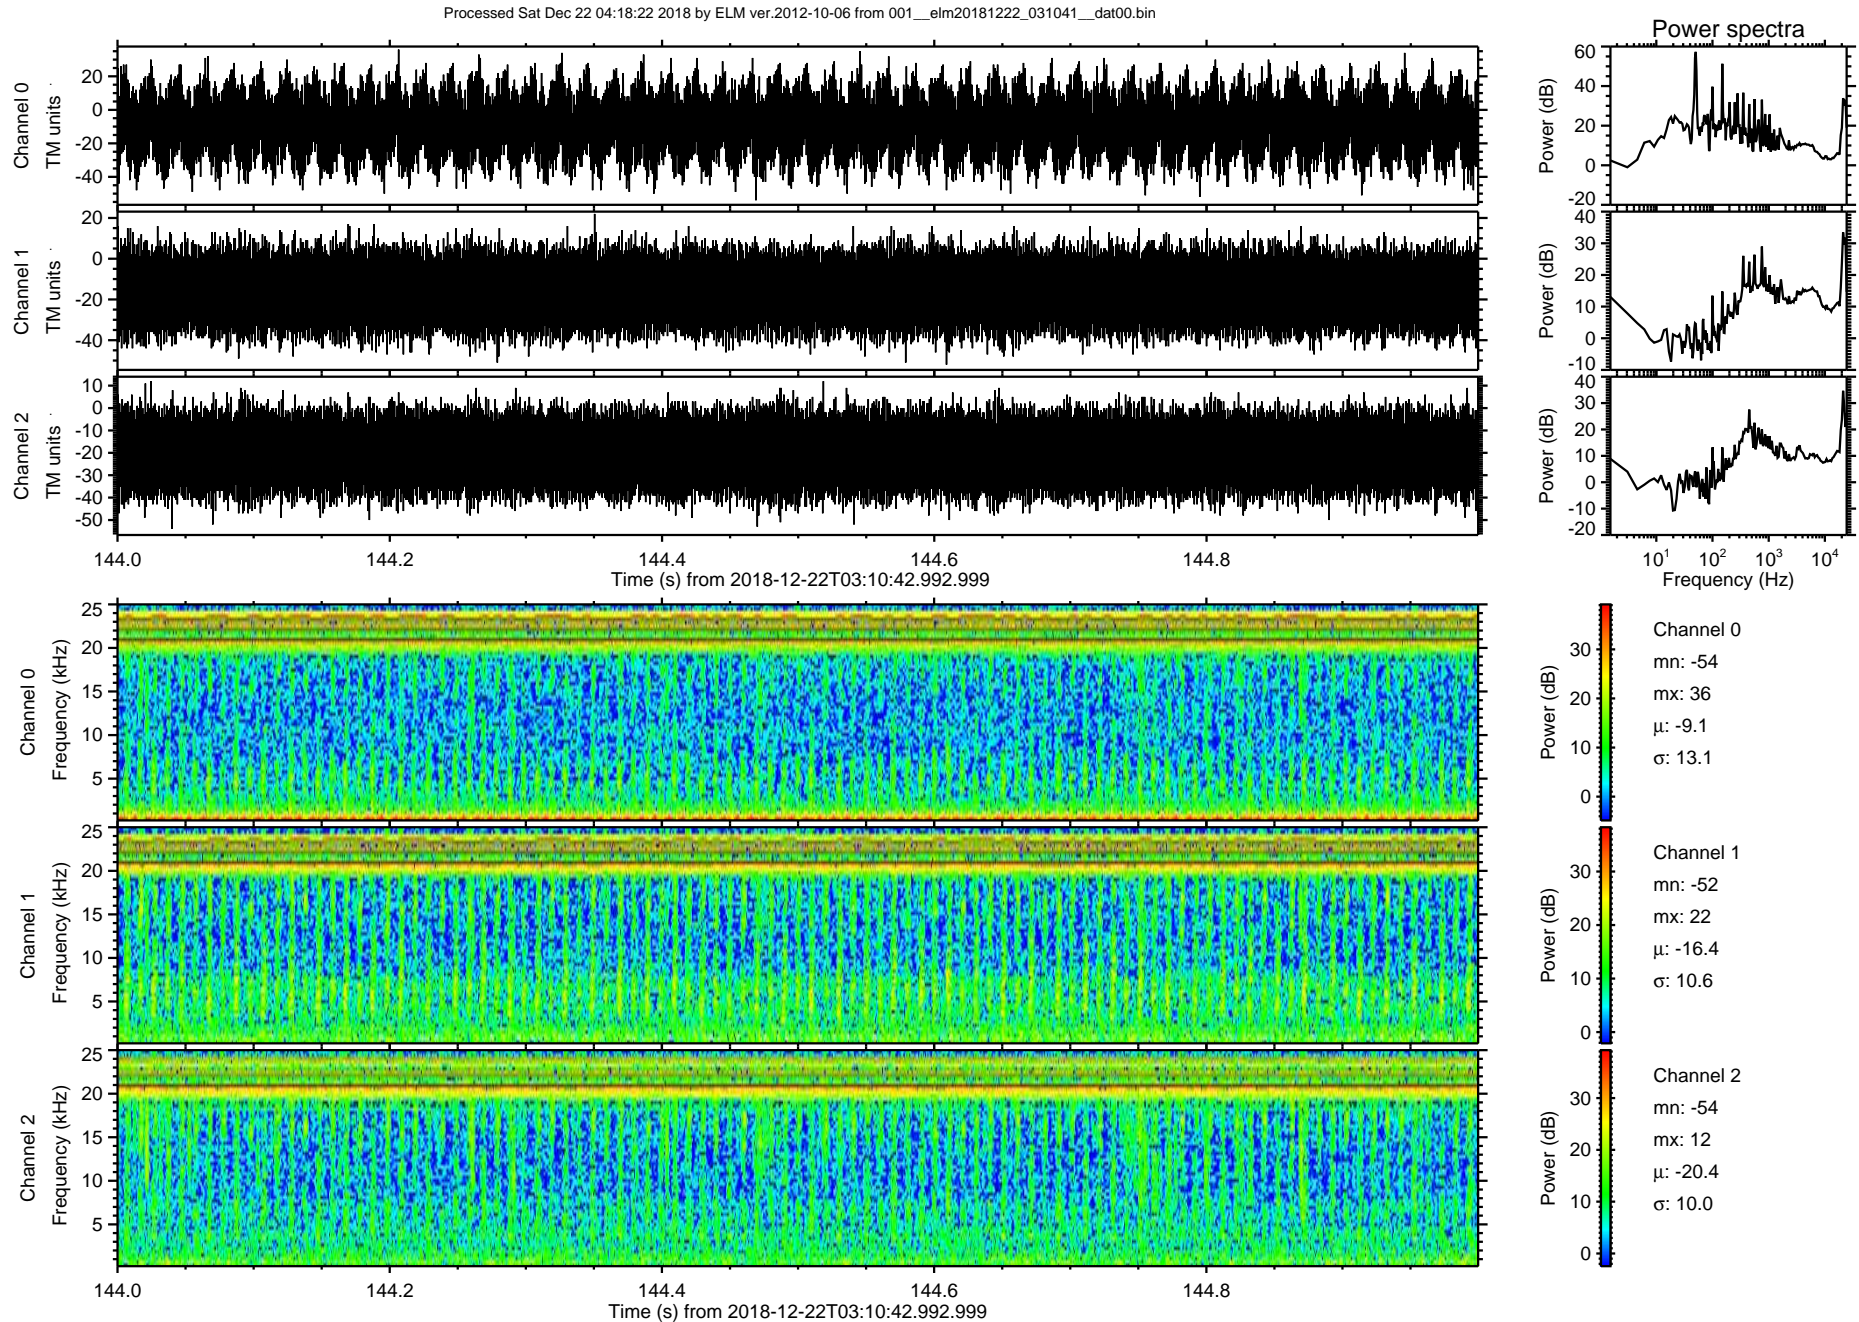 Processed Sat Dec 22 04:18:22 2018 by ELM ver.2012-10-06 from 001__elm20181222_031041__dat00.bin
Power spectra
Channel 0
TM units
20
0
-20
-40
Power (dB)
60
40
20
0
-20
Channel 1
TM units
20
0
-20
-40
Power (dB)
40
30
20
10
0
-10
Channel 2
TM units
10
0
-10
-20
-30
-40
-50
Power (dB)
40
30
20
10
0
-10
-20
144.0 144.2 144.4 144.6 144.8
Time (s) from 2018-12-22T03:10:42.992.999
10^1 10^2 10^3 10^4
Frequency (Hz)
Channel 0
Frequency (kHz)
25
20
15
10
5
Power (dB)
30
20
10
0
Channel 0
mn: -54
mx: 36
μ: -9.1
σ: 13.1
Channel 1
Frequency (kHz)
25
20
15
10
5
Power (dB)
30
20
10
0
Channel 1
mn: -52
mx: 22
μ: -16.4
σ: 10.6
Channel 2
Frequency (kHz)
25
20
15
10
5
Power (dB)
30
20
10
0
Channel 2
mn: -54
mx: 12
μ: -20.4
σ: 10.0
144.0 144.2 144.4 144.6 144.8
Time (s) from 2018-12-22T03:10:42.992.999